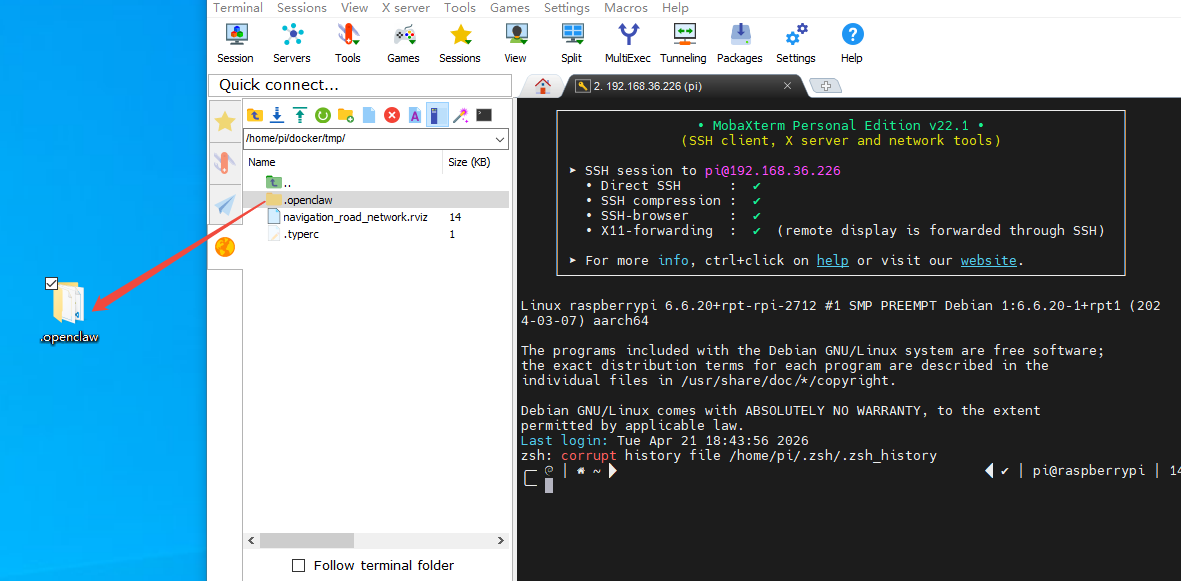 Terminal Sessions View X server Tools Games Settings Macros Help
Session Servers Tools Games Sessions View Split MultiExec Tunneling Packages Settings Help
Quick connect...
2. 192.168.36.226 (pi)
/home/pi/docker/tmp/
Name Size (KB)
..
.openclaw
navigation_road_network.rviz 14
.typerc 1
Follow terminal folder
.openclaw
• MobaXterm Personal Edition v22.1 •
(SSH client, X server and network tools)
➤ SSH session to pi@192.168.36.226
• Direct SSH : ✔
• SSH compression : ✔
• SSH-browser : ✔
• X11-forwarding : ✔ (remote display is forwarded through SSH)
➤ For more info, ctrl+click on help or visit our website.
Linux raspberrypi 6.6.20+rpt-rpi-2712 #1 SMP PREEMPT Debian 1:6.6.20-1+rpt1 (202
4-03-07) aarch64
The programs included with the Debian GNU/Linux system are free software;
the exact distribution terms for each program are described in the
individual files in /usr/share/doc/*/copyright.
Debian GNU/Linux comes with ABSOLUTELY NO WARRANTY, to the extent
permitted by applicable law.
Last login: Tue Apr 21 18:43:56 2026
zsh: corrupt history file /home/pi/.zsh/.zsh_history
~ ✔ | pi@raspberrypi | 14